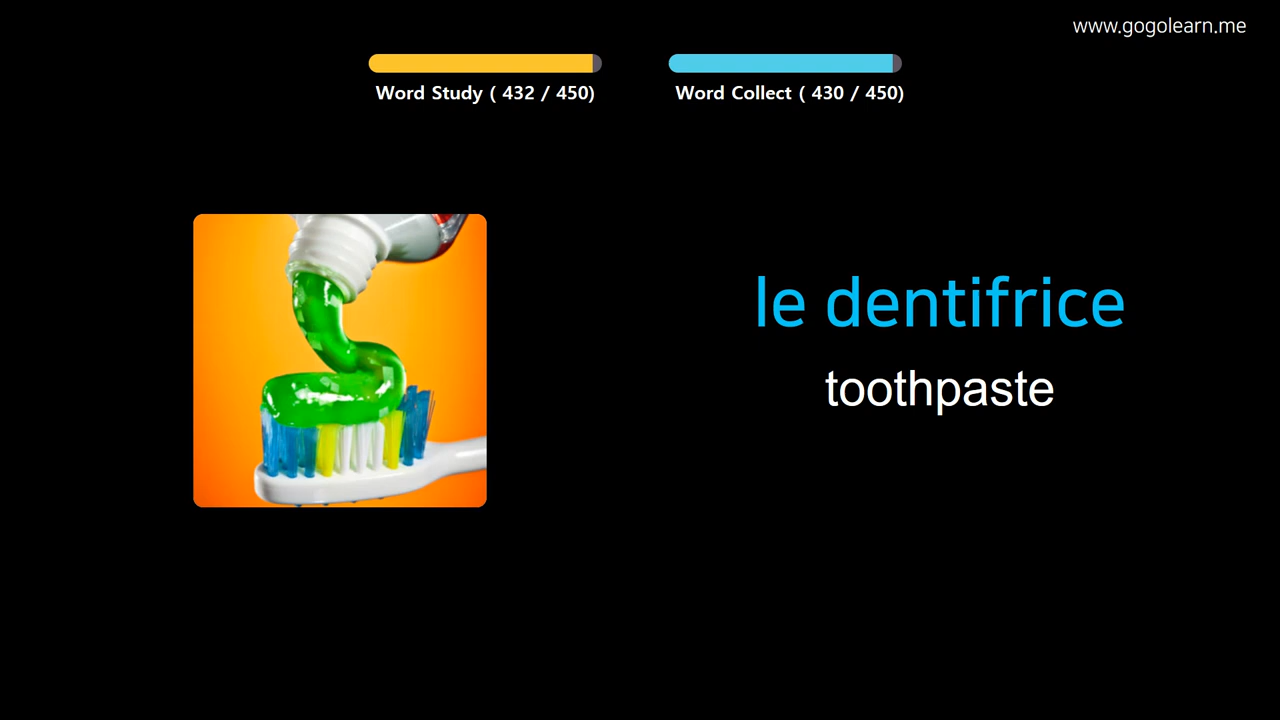 www.gogolearn.me
Word Study ( 432 / 450)
Word Collect ( 430 / 450)
le dentifrice
toothpaste